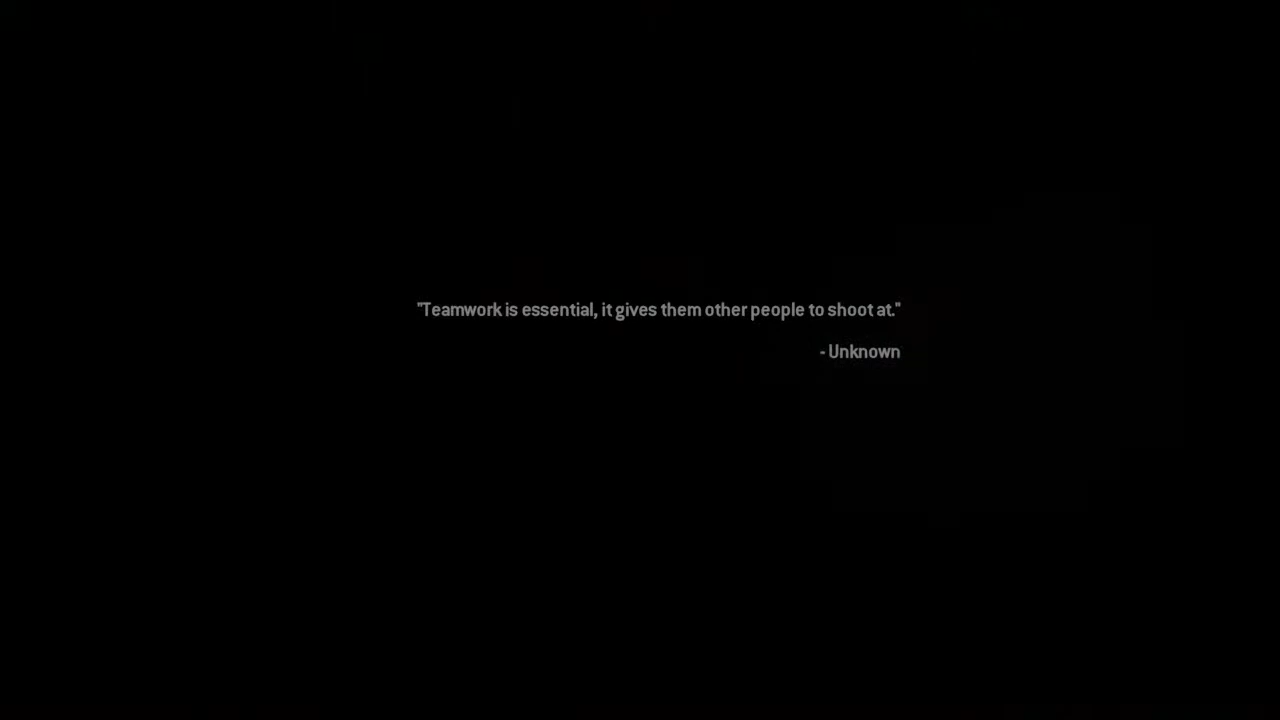 "Teamwork is essential, it gives them other people to shoot at."
- Unknown